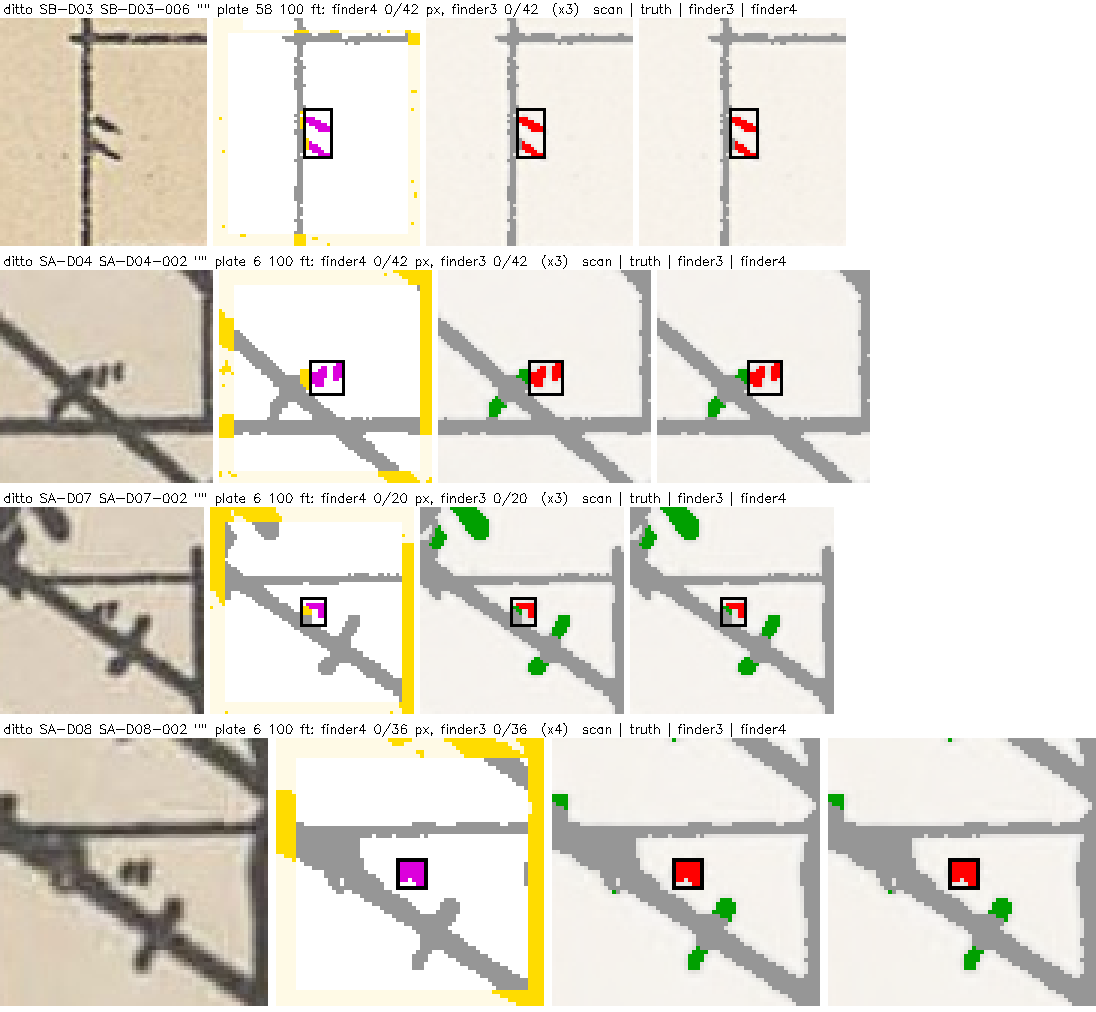 ditto SB-D03 SB-D03-006 "" plate 58 100 ft: finder4 0/42 px, finder3 0/42 (x3) scan | truth | finder3 | finder4
ditto SA-D04 SA-D04-002 "" plate 6 100 ft: finder4 0/42 px, finder3 0/42 (x3) scan | truth | finder3 | finder4
ditto SA-D07 SA-D07-002 "" plate 6 100 ft: finder4 0/20 px, finder3 0/20 (x3) scan | truth | finder3 | finder4
ditto SA-D08 SA-D08-002 "" plate 6 100 ft: finder4 0/36 px, finder3 0/36 (x4) scan | truth | finder3 | finder4